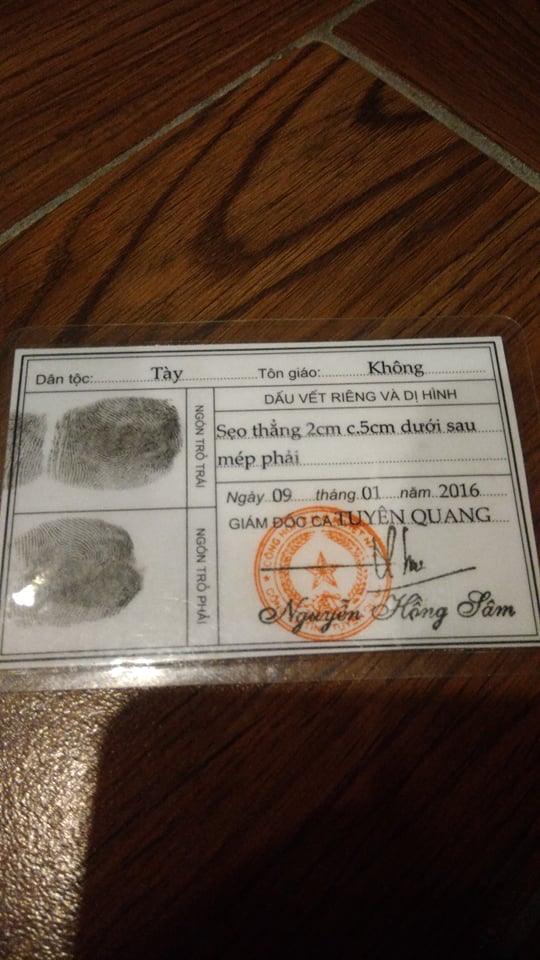 Dân tộc: Tày Tôn giáo: Không
DẤU VẾT RIÊNG VÀ DỊ HÌNH
NGÓN TRỎ TRÁI
Sẹo thẳng 2cm c.5cm dưới sau
mép phải
Ngày 09 tháng 01 năm 2016
NGÓN TRỎ PHẢI
GIÁM ĐỐC CA TUYÊN QUANG
Nguyễn Hồng Sâm